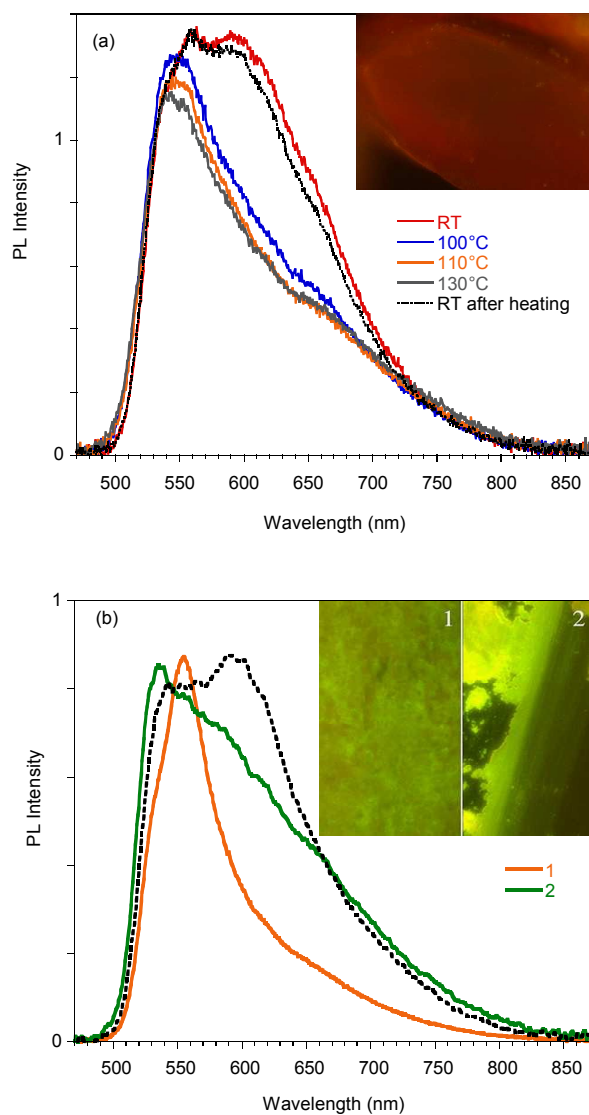 (a)
1
PL Intensity
RT
100°C
110°C
130°C
RT after heating
0
500 550 600 650 700 750 800 850
Wavelength (nm)
1
(b)
1 2
PL Intensity
1
2
0
500 550 600 650 700 750 800 850
Wavelength (nm)